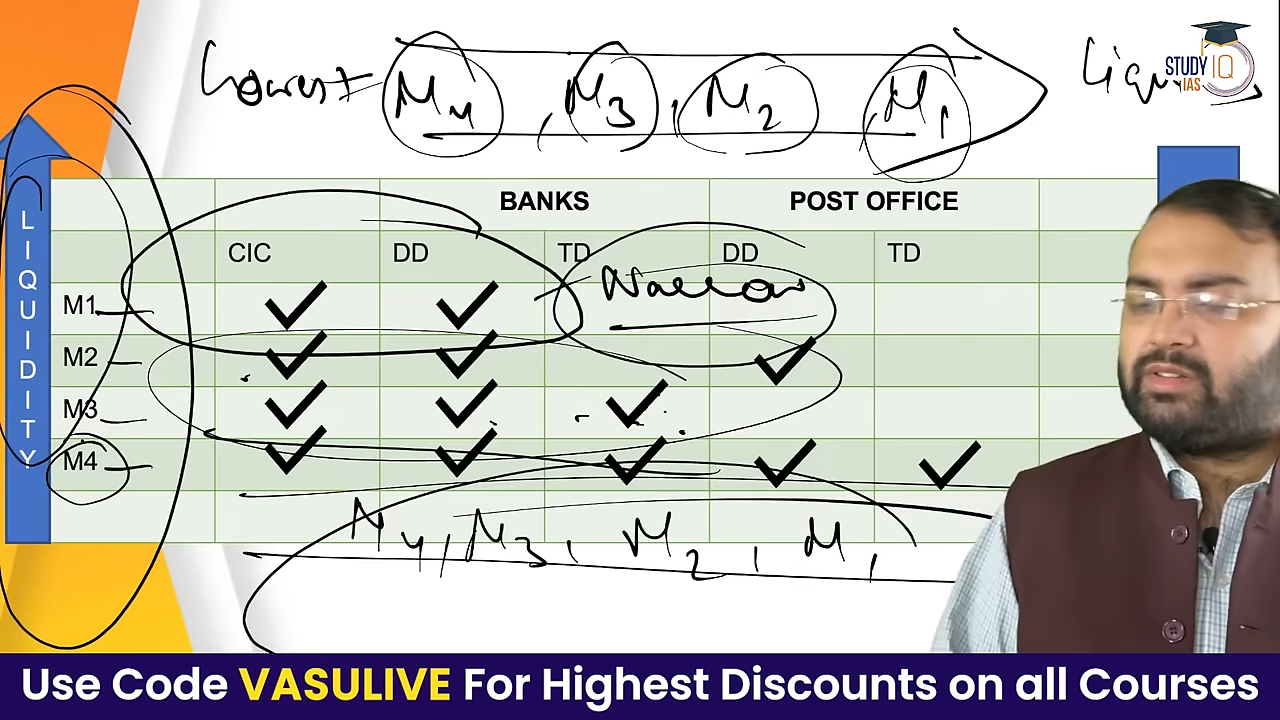 Lowest M4, M3, M2, M1
STUDY IQ
IAS
LIQUIDITY
BANKS POST OFFICE
CIC DD TD DD TD
Narrow
M1 ✓ ✓
M2 ✓ ✓ ✓
M3 ✓ ✓ ✓
M4 ✓ ✓ ✓ ✓ ✓
M4, M3, M2, M1
Use Code VASULIVE For Highest Discounts on all Courses